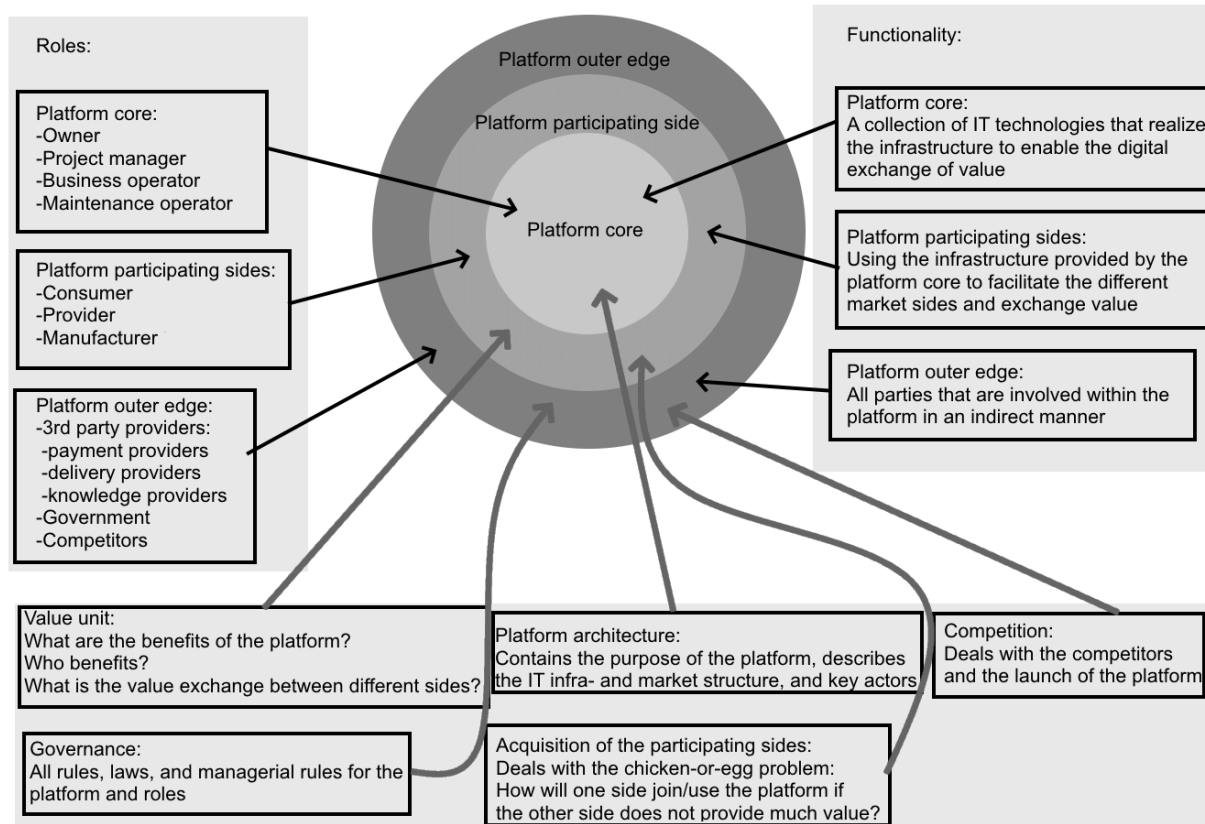 Roles:
Platform core:
-Owner
-Project manager
-Business operator
-Maintenance operator
Platform participating sides:
-Consumer
-Provider
-Manufacturer
Platform outer edge:
-3rd party providers:
-payment providers
-delivery providers
-knowledge providers
-Government
-Competitors
Platform outer edge
Platform participating side
Platform core
Functionality:
Platform core:
A collection of IT technologies that realize
the infrastructure to enable the digital
exchange of value
Platform participating sides:
Using the infrastructure provided by the
platform core to facilitate the different
market sides and exchange value
Platform outer edge:
All parties that are involved within the
platform in an indirect manner
Value unit:
What are the benefits of the platform?
Who benefits?
What is the value exchange between different sides?
Platform architecture:
Contains the purpose of the platform, describes
the IT infra- and market structure, and key actors
Competition:
Deals with the competitors
and the launch of the platform
Governance:
All rules, laws, and managerial rules for the
platform and roles
Acquisition of the participating sides:
Deals with the chicken-or-egg problem:
How will one side join/use the platform if
the other side does not provide much value?